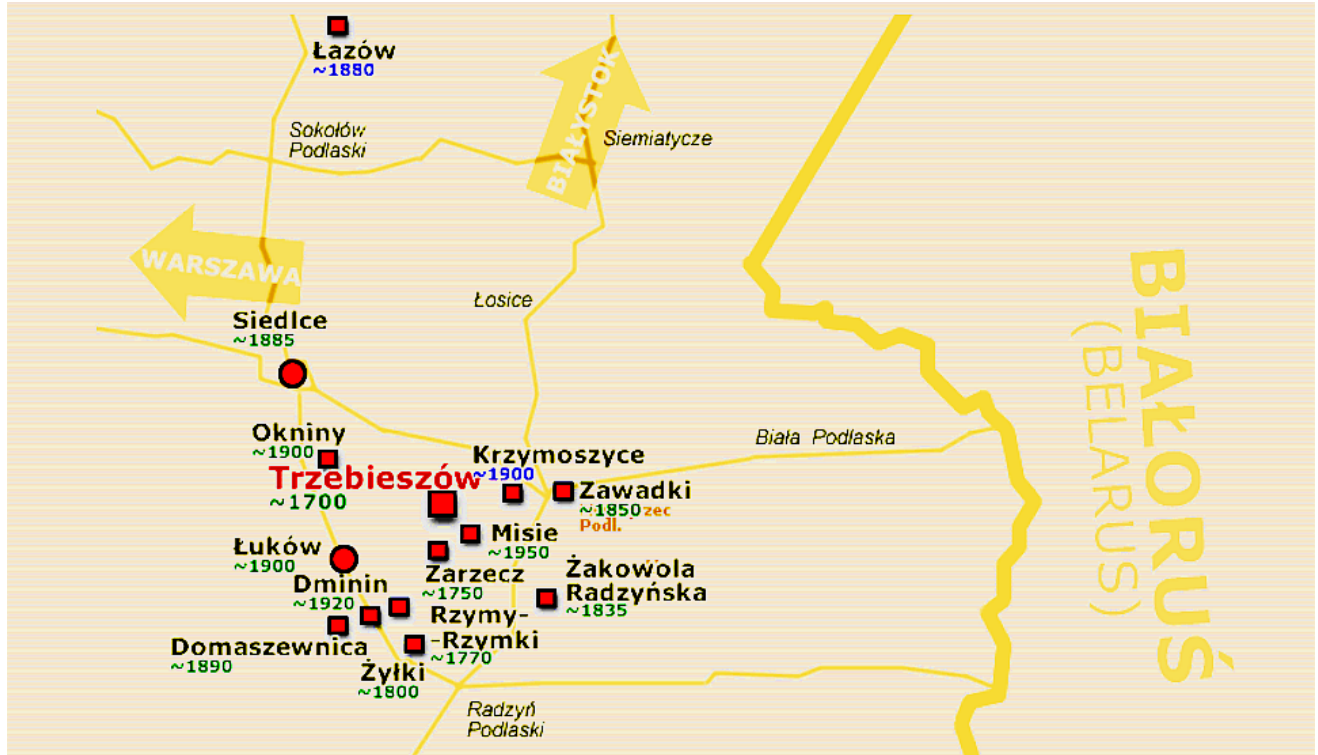 Łazów
~1880
BIAŁYSTOK
Sokołów
Podlaski
Siemiatycze
WARSZAWA
Łosice
Siedlce
~1885
BIAŁORUŚ
(BELARUS)
Okniny
~1900
Biała Podlaska
Krzymoszyce
~1900
Trzebieszów
~1700
Zawadki
~1850
zec
Podl.
Misie
~1950
Łuków
~1900
Zarzecz
~1750
Żakowola
Radzyńska
~1835
Dminin
~1920
Rzymy-
-Rzymki
~1770
Domaszewnica
~1890
Żyłki
~1800
Radzyń
Podlaski